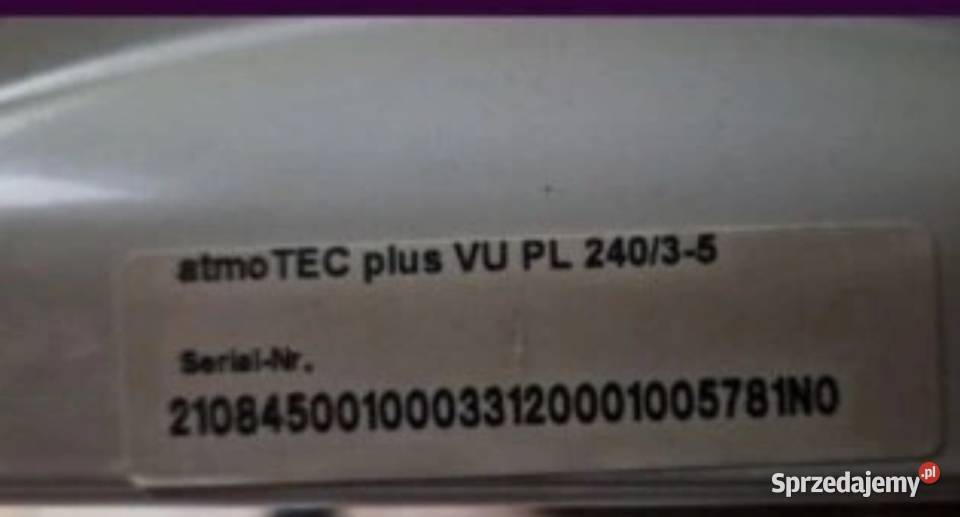 atmoTEC plus VU PL 240/3-5
Serial-Nr.
21084500100033120001005781N0
Sprzedajemy.pl